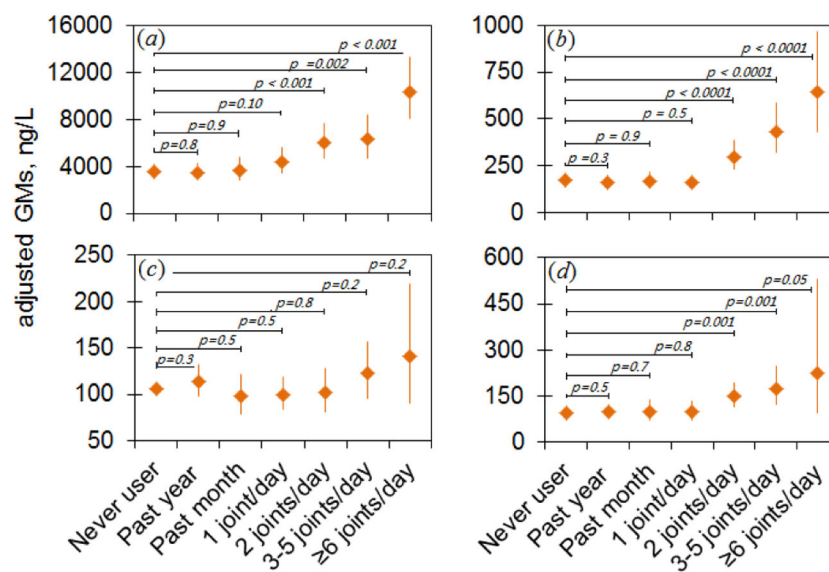 adjusted GMs, ng/L
(a)
16000
12000
8000
4000
0
p < 0.001
p =0.002
p < 0.001
p=0.10
p=0.9
p=0.8
(b)
1000
750
500
250
0
p < 0.0001
p < 0.0001
p < 0.0001
p = 0.5
p = 0.9
p=0.3
(c)
250
200
150
100
50
p=0.2
p=0.2
p=0.8
p=0.5
p=0.5
p=0.3
(d)
600
450
300
150
0
p=0.05
p=0.001
p=0.001
p=0.8
p=0.7
p=0.5
Never user
Past year
Past month
1 joint/day
2 joints/day
3-5 joints/day
≥6 joints/day
Never user
Past year
Past month
1 joint/day
2 joints/day
3-5 joints/day
≥6 joints/day